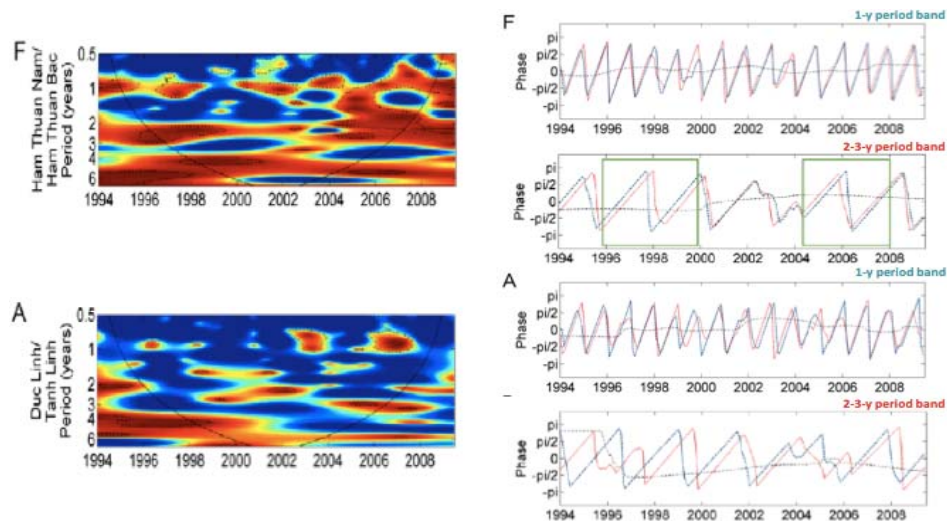 F
Ham Thuan Nam/
Ham Thuan Bac
Period (years)
0.5
1
2
3
4
6
1994 1996 1998 2000 2002 2004 2006 2008
A
Duc Linh/
Tanh Linh
Period (years)
0.5
1
2
3
4
6
1994 1996 1998 2000 2002 2004 2006 2008
F
1-y period band
Phase
pi
pi/2
0
-pi/2
-pi
1994 1996 1998 2000 2002 2004 2006 2008
2-3-y period band
Phase
pi
pi/2
0
-pi/2
-pi
1994 1996 1998 2000 2002 2004 2006 2008
1-y period band
A
Phase
pi
pi/2
0
-pi/2
-pi
1994 1996 1998 2000 2002 2004 2006 2008
2-3-y period band
Phase
pi
pi/2
0
-pi/2
-pi
1994 1996 1998 2000 2002 2004 2006 2008